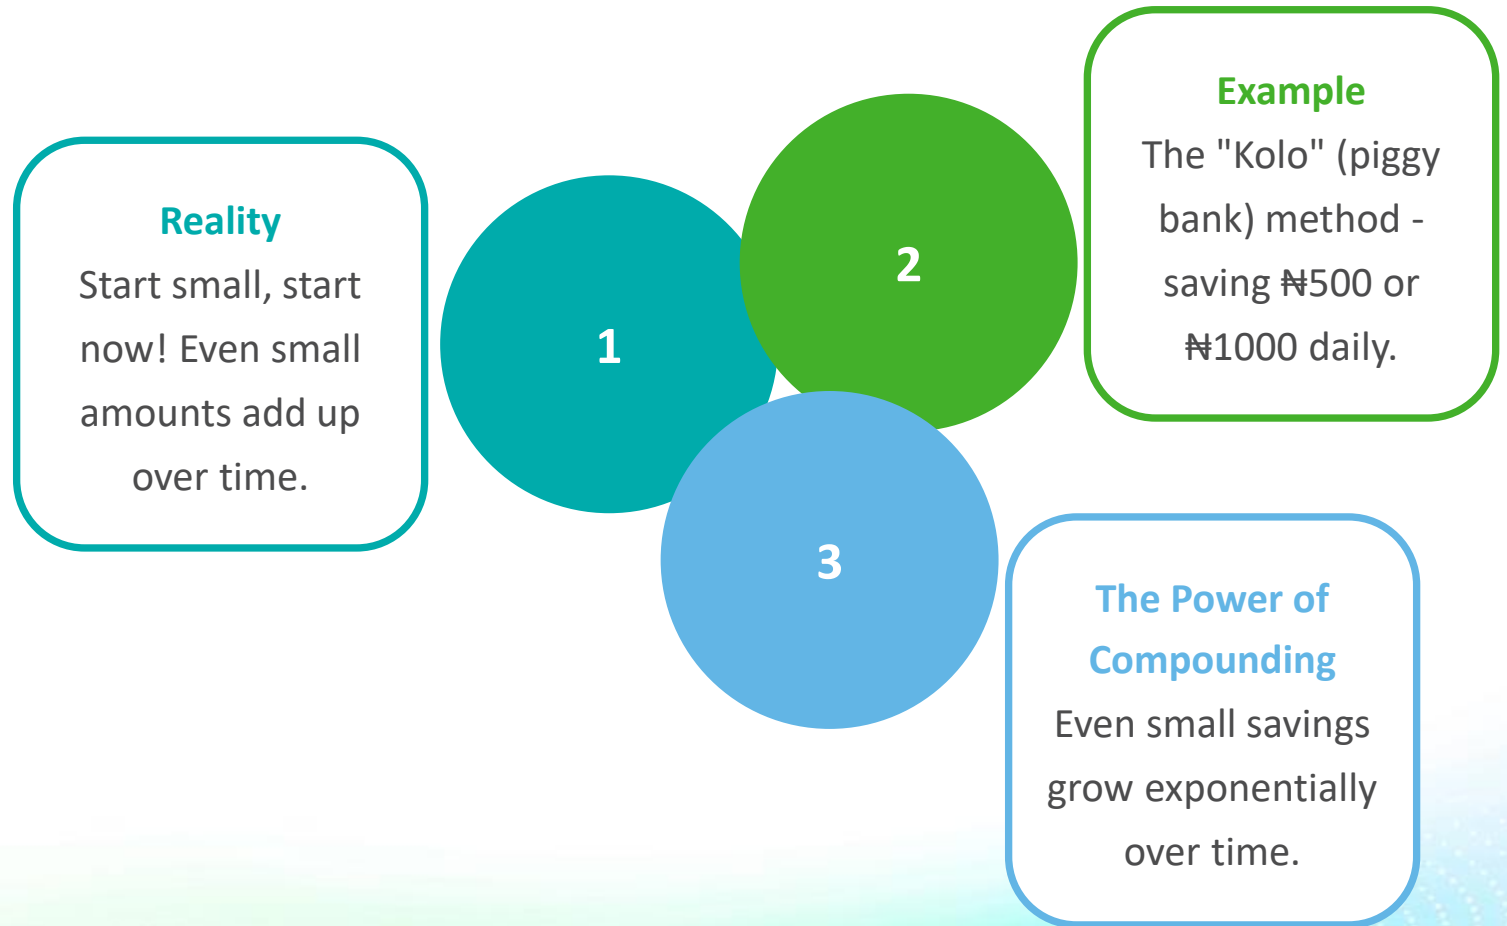 Reality
Start small, start
now! Even small
amounts add up
over time.
1
2
Example
The "Kolo" (piggy
bank) method -
saving ₦500 or
₦1000 daily.
3
The Power of
Compounding
Even small savings
grow exponentially
over time.